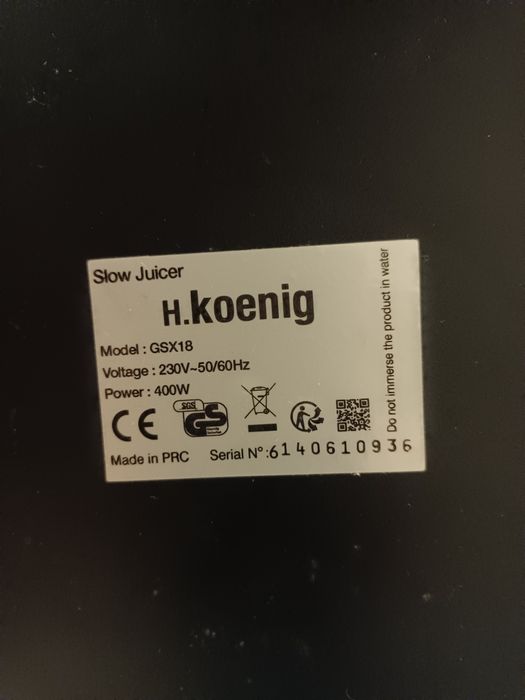 Slow Juicer
H.koenig
Model : GSX18
Voltage : 230V~50/60Hz
Power : 400W
CE
SGS
GS
Made in PRC
Serial N° :6140610936
Do not immerse the product in water